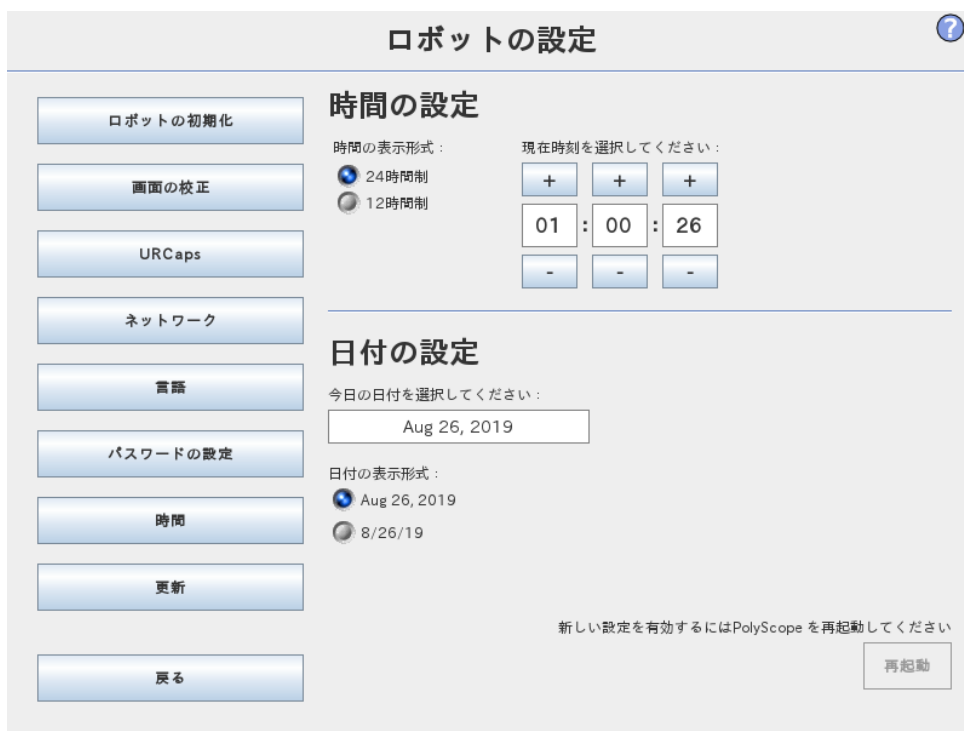 ロボットの設定
?
ロボットの初期化
画面の校正
URCaps
ネットワーク
言語
パスワードの設定
時間
更新
戻る
時間の設定
時間の表示形式 :
24時間制
12時間制
現在時刻を選択してください :
+ + +
01 : 00 : 26
- - -
日付の設定
今日の日付を選択してください :
Aug 26, 2019
日付の表示形式 :
Aug 26, 2019
8/26/19
新しい設定を有効するにはPolyScope を再起動してください
再起動